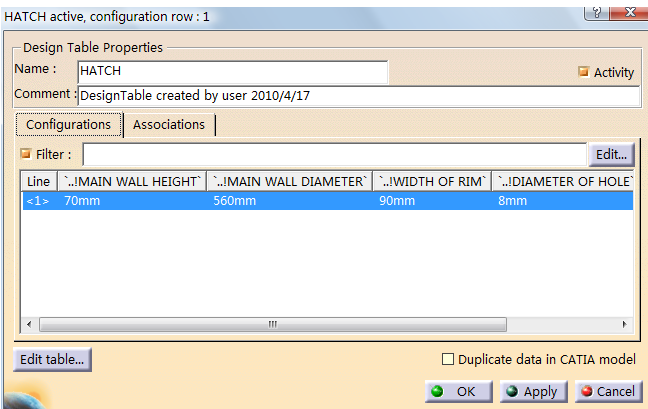 HATCH active, configuration row : 1
Design Table Properties
Name : HATCH Activity
Comment : DesignTable created by user 2010/4/17
Configurations Associations
Filter : Edit...
Line `..!MAIN WALL HEIGHT` `..!MAIN WALL DIAMETER` `..!WIDTH OF RIM` `..!DIAMETER OF HOLE`
<1> 70mm 560mm 90mm 8mm
Edit table... Duplicate data in CATIA model
OK Apply Cancel